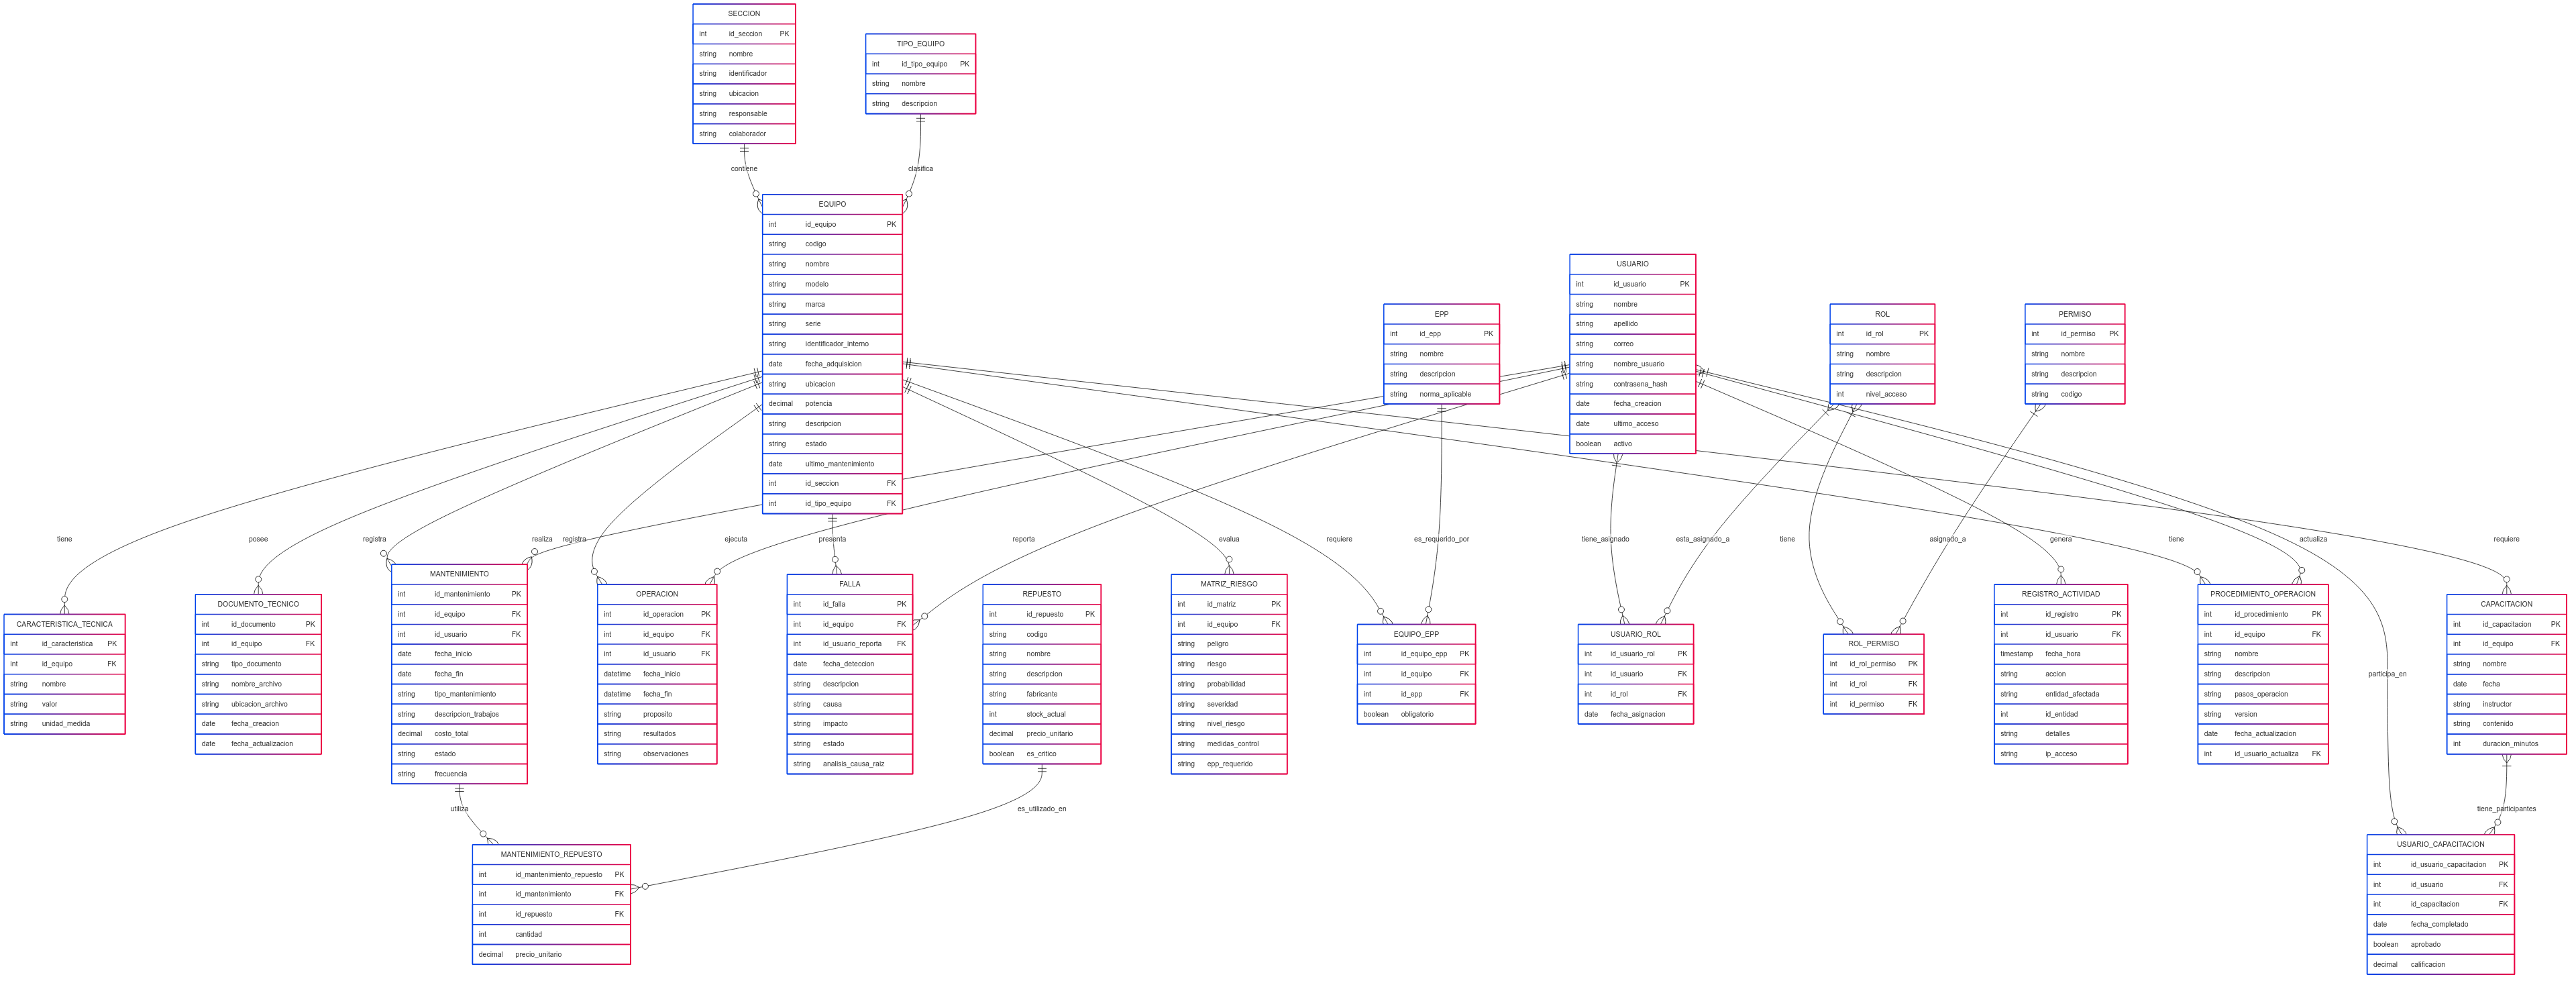 SECCION
int id_seccion PK
string nombre
string identificador
string ubicacion
string responsable
string colaborador
TIPO_EQUIPO
int id_tipo_equipo PK
string nombre
string descripcion
contiene
clasifica
EQUIPO
int id_equipo PK
string codigo
string nombre
string modelo
string marca
string serie
string identificador_interno
date fecha_adquisicion
string ubicacion
decimal potencia
string descripcion
string estado
date ultimo_mantenimiento
int id_seccion FK
int id_tipo_equipo FK
EPP
int id_epp PK
string nombre
string descripcion
string norma_aplicable
USUARIO
int id_usuario PK
string nombre
string apellido
string correo
string nombre_usuario
string contrasena_hash
date fecha_creacion
date ultimo_acceso
boolean activo
ROL
int id_rol PK
string nombre
string descripcion
int nivel_acceso
PERMISO
int id_permiso PK
string nombre
string descripcion
string codigo
tiene
posee
registra
realiza
registra
ejecuta
presenta
reporta
evalua
requiere
es_requerido_por
tiene_asignado
esta_asignado_a
tiene
asignado_a
genera
tiene
actualiza
requiere
CARACTERISTICA_TECNICA
int id_caracteristica PK
int id_equipo FK
string nombre
string valor
string unidad_medida
DOCUMENTO_TECNICO
int id_documento PK
int id_equipo FK
string tipo_documento
string nombre_archivo
string ubicacion_archivo
date fecha_creacion
date fecha_actualizacion
MANTENIMIENTO
int id_mantenimiento PK
int id_equipo FK
int id_usuario FK
date fecha_inicio
date fecha_fin
string tipo_mantenimiento
string descripcion_trabajos
decimal costo_total
string estado
string frecuencia
OPERACION
int id_operacion PK
int id_equipo FK
int id_usuario FK
datetime fecha_inicio
datetime fecha_fin
string proposito
string resultados
string observaciones
FALLA
int id_falla PK
int id_equipo FK
int id_usuario_reporta FK
date fecha_deteccion
string descripcion
string causa
string impacto
string estado
string analisis_causa_raiz
REPUESTO
int id_repuesto PK
string codigo
string nombre
string descripcion
string fabricante
int stock_actual
decimal precio_unitario
boolean es_critico
MATRIZ_RIESGO
int id_matriz PK
int id_equipo FK
string peligro
string riesgo
string probabilidad
string severidad
string nivel_riesgo
string medidas_control
string epp_requerido
EQUIPO_EPP
int id_equipo_epp PK
int id_equipo FK
int id_epp FK
boolean obligatorio
USUARIO_ROL
int id_usuario_rol PK
int id_usuario FK
int id_rol FK
date fecha_asignacion
ROL_PERMISO
int id_rol_permiso PK
int id_rol FK
int id_permiso FK
REGISTRO_ACTIVIDAD
int id_registro PK
int id_usuario FK
timestamp fecha_hora
string accion
string entidad_afectada
int id_entidad
string detalles
string ip_acceso
PROCEDIMIENTO_OPERACION
int id_procedimiento PK
int id_equipo FK
string nombre
string descripcion
string pasos_operacion
string version
date fecha_actualizacion
int id_usuario_actualiza FK
participa_en
CAPACITACION
int id_capacitacion PK
int id_equipo FK
string nombre
date fecha
string instructor
string contenido
int duracion_minutos
utiliza
es_utilizado_en
tiene_participantes
MANTENIMIENTO_REPUESTO
int id_mantenimiento_repuesto PK
int id_mantenimiento FK
int id_repuesto FK
int cantidad
decimal precio_unitario
USUARIO_CAPACITACION
int id_usuario_capacitacion PK
int id_usuario FK
int id_capacitacion FK
date fecha_completado
boolean aprobado
decimal calificacion